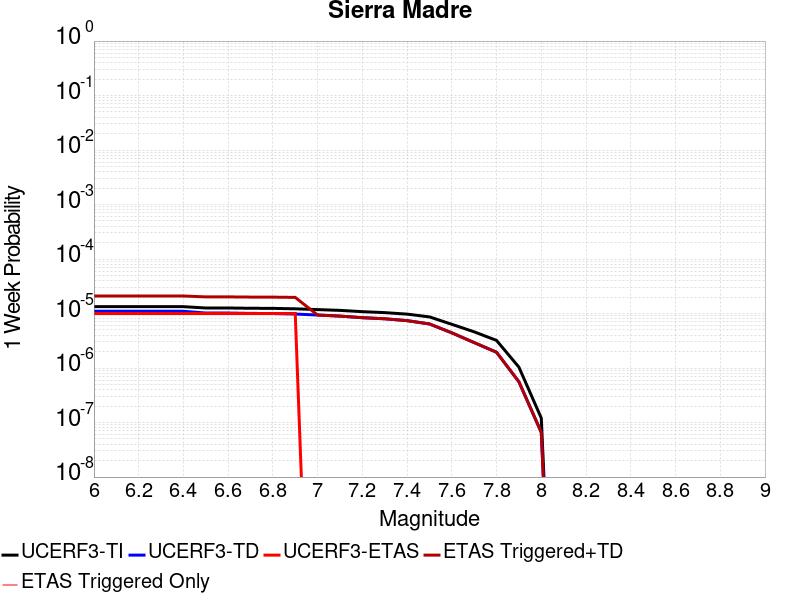 Sierra Madre
10^0
10^-1
10^-2
10^-3
10^-4
10^-5
10^-6
10^-7
10^-8
1 Week Probability
6 6.2 6.4 6.6 6.8 7 7.2 7.4 7.6 7.8 8 8.2 8.4 8.6 8.8 9
Magnitude
UCERF3-TI UCERF3-TD UCERF3-ETAS ETAS Triggered+TD
ETAS Triggered Only